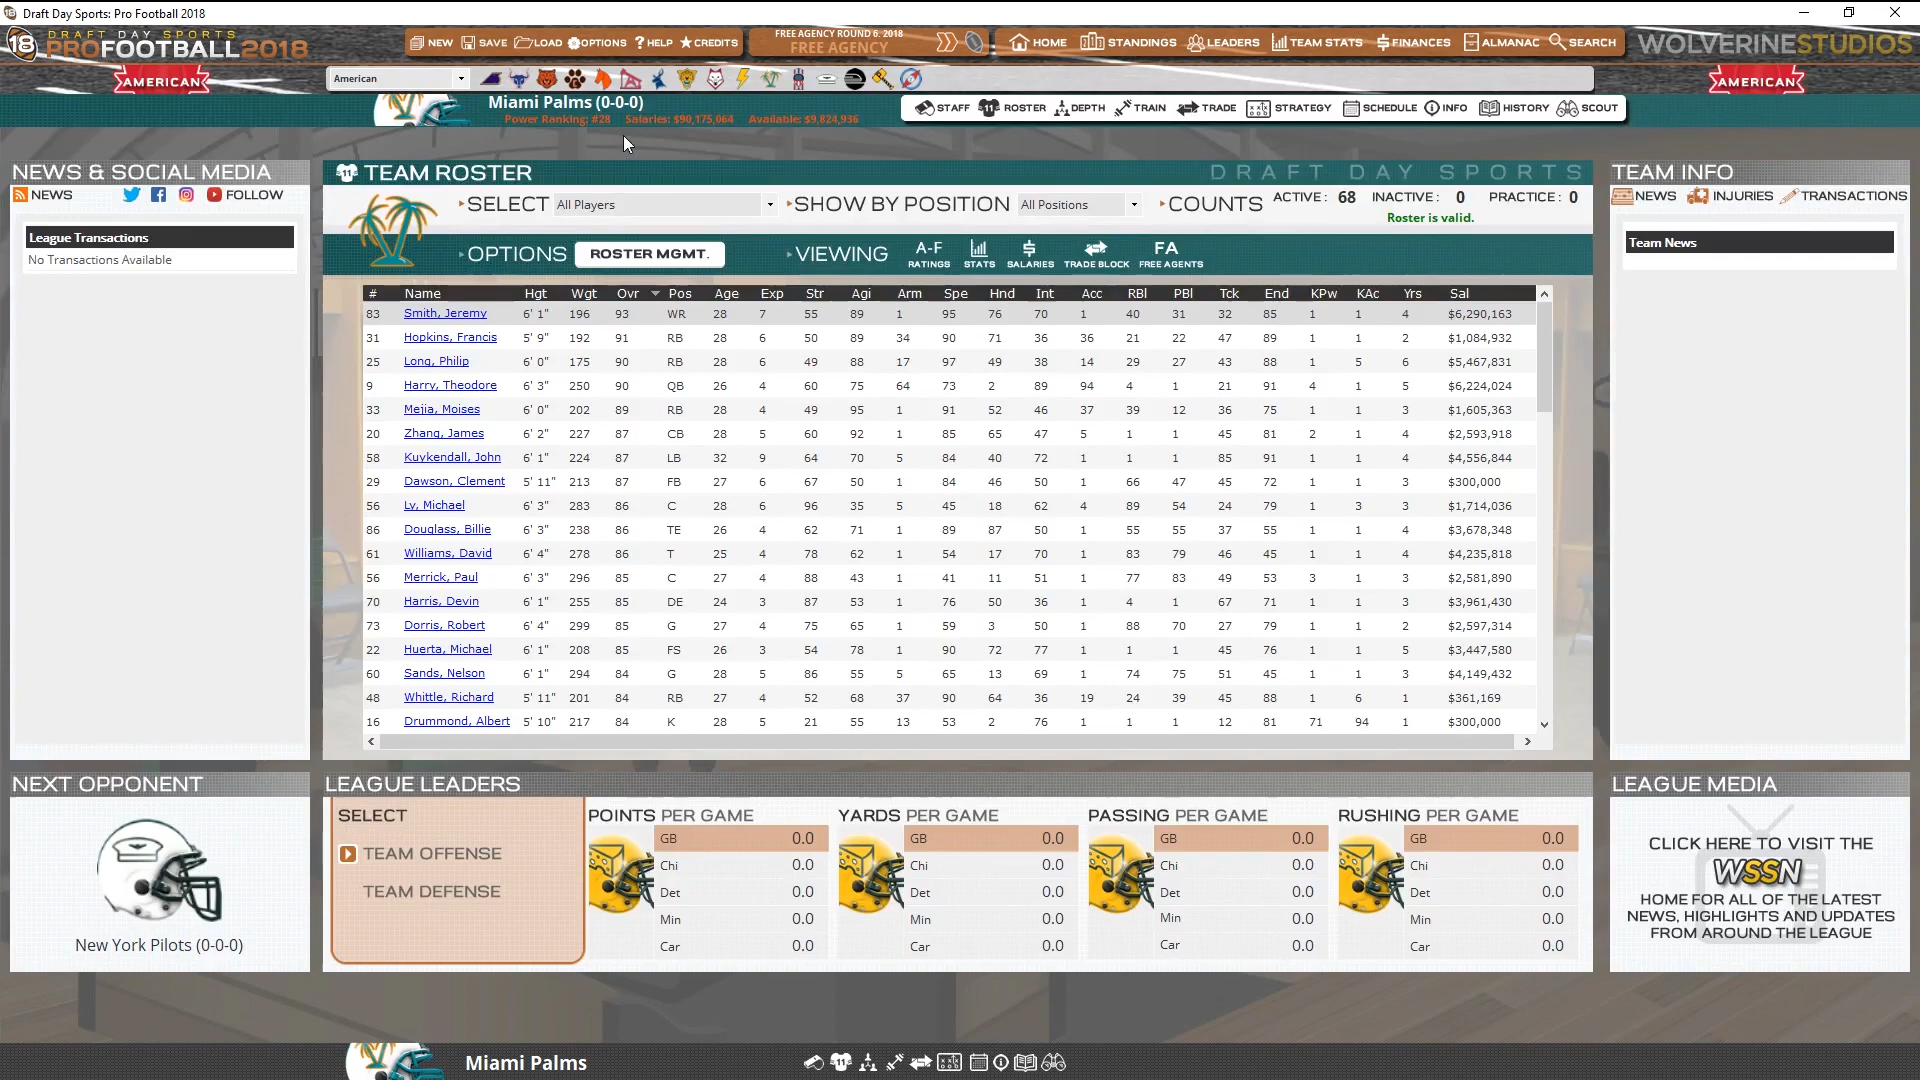 Draft Day Sports: Pro Football 2018
18 DRAFT DAY SPORTS
PROFOOTBALL2018
NEW SAVE LOAD OPTIONS ? HELP CREDITS
FREE AGENCY ROUND 6, 2018
FREE AGENCY
HOME STANDINGS LEADERS TEAM STATS FINANCES ALMANAC SEARCH
WOLVERINESTUDIOS
AMERICAN
American
AMERICAN
Miami Palms (0-0-0)
Power Ranking: #28 Salaries: $90,175,064 Available: $9,824,936
STAFF ROSTER DEPTH TRAIN TRADE STRATEGY SCHEDULE INFO HISTORY SCOUT
NEWS & SOCIAL MEDIA
NEWS FOLLOW
League Transactions
No Transactions Available
11 TEAM ROSTER
DRAFT DAY SPORTS
SELECT All Players SHOW BY POSITION All Positions COUNTS ACTIVE: 68 INACTIVE: 0 PRACTICE: 0
Roster is valid.
OPTIONS ROSTER MGMT. VIEWING A-F RATINGS STATS SALARIES TRADE BLOCK FA FREE AGENTS
# Name Hgt Wgt Ovr Pos Age Exp Str Agi Arm Spe Hnd Int Acc RBl PBl Tck End KPw KAc Yrs Sal
83 Smith, Jeremy 6' 1" 196 93 WR 28 7 55 89 1 95 76 70 1 40 31 32 85 1 1 4 $6,290,163
31 Hopkins, Francis 5' 9" 192 91 RB 28 6 50 89 34 90 71 36 36 21 22 47 89 1 1 2 $1,084,932
25 Long, Philip 6' 0" 175 90 RB 28 6 49 88 17 97 49 38 14 29 27 43 88 1 5 6 $5,467,831
9 Harry, Theodore 6' 3" 250 90 QB 26 4 60 75 64 73 2 89 94 4 1 21 91 4 1 5 $6,224,024
33 Mejia, Moises 6' 0" 202 89 RB 28 4 49 95 1 91 52 46 37 39 12 36 75 1 1 3 $1,605,363
20 Zhang, James 6' 2" 227 87 CB 28 5 60 92 1 85 65 47 5 1 1 45 81 2 1 4 $2,593,918
58 Kuykendall, John 6' 1" 224 87 LB 32 9 64 70 5 84 40 72 1 1 1 85 91 1 1 4 $4,556,844
29 Dawson, Clement 5' 11" 213 87 FB 27 6 67 50 1 84 46 50 1 66 47 45 72 1 1 3 $300,000
56 Lv, Michael 6' 3" 283 86 C 28 6 96 35 5 45 18 62 4 89 54 24 79 1 3 3 $1,714,036
86 Douglass, Billie 6' 3" 238 86 TE 26 4 62 71 1 89 87 50 1 55 55 37 55 1 1 4 $3,678,348
61 Williams, David 6' 4" 278 86 T 25 4 78 62 1 54 17 70 1 83 79 46 45 1 1 4 $4,235,818
56 Merrick, Paul 6' 3" 296 85 C 27 4 88 43 1 41 11 51 1 77 83 49 53 3 1 3 $2,581,890
70 Harris, Devin 6' 1" 255 85 DE 24 3 87 53 1 76 50 36 1 4 1 67 71 1 1 3 $3,961,430
73 Dorris, Robert 6' 4" 299 85 G 27 4 75 65 1 59 3 50 1 88 70 27 79 1 1 2 $2,597,314
22 Huerta, Michael 6' 1" 208 85 FS 26 3 54 78 1 90 72 77 1 1 1 45 76 1 1 5 $3,447,580
60 Sands, Nelson 6' 1" 294 84 G 28 5 86 55 5 65 13 69 1 74 75 51 45 1 1 3 $4,149,432
48 Whittle, Richard 5' 11" 201 84 RB 27 4 52 68 37 90 64 36 19 24 39 45 88 1 6 1 $361,169
16 Drummond, Albert 5' 10" 217 84 K 28 5 21 55 13 53 2 76 1 1 1 12 81 71 94 1 $300,000
TEAM INFO
NEWS INJURIES TRANSACTIONS
Team News
NEXT OPPONENT
New York Pilots (0-0-0)
LEAGUE LEADERS
SELECT
TEAM OFFENSE
TEAM DEFENSE
POINTS PER GAME
GB 0.0
Chi 0.0
Det 0.0
Min 0.0
Car 0.0
YARDS PER GAME
GB 0.0
Chi 0.0
Det 0.0
Min 0.0
Car 0.0
PASSING PER GAME
GB 0.0
Chi 0.0
Det 0.0
Min 0.0
Car 0.0
RUSHING PER GAME
GB 0.0
Chi 0.0
Det 0.0
Min 0.0
Car 0.0
LEAGUE MEDIA
CLICK HERE TO VISIT THE
WSSN
HOME FOR ALL OF THE LATEST
NEWS, HIGHLIGHTS AND UPDATES
FROM AROUND THE LEAGUE
Miami Palms
11